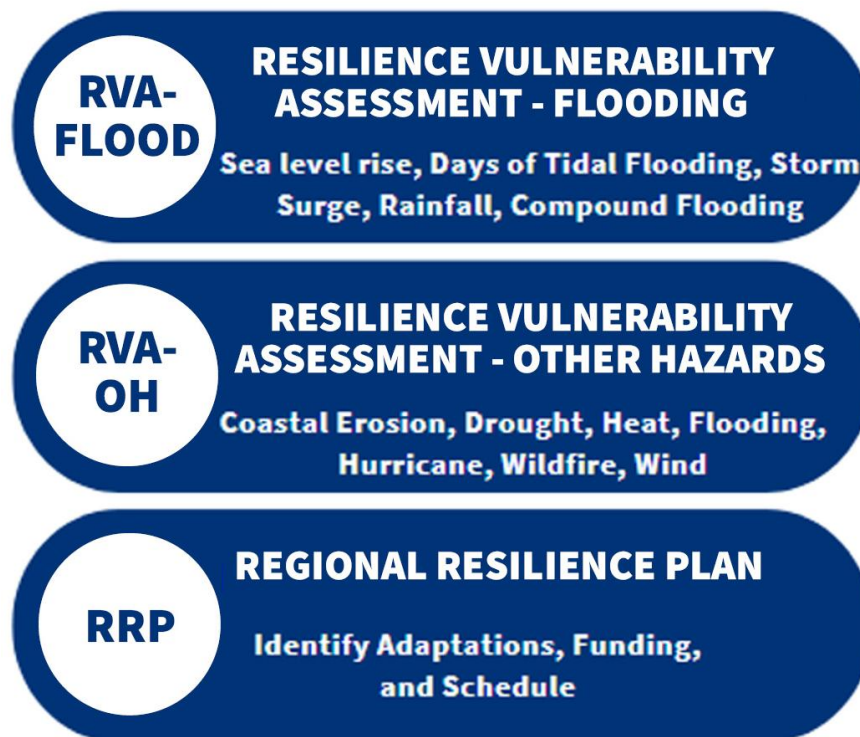 RVA-
FLOOD
RESILIENCE VULNERABILITY
ASSESSMENT - FLOODING
Sea level rise, Days of Tidal Flooding, Storm
Surge, Rainfall, Compound Flooding
RVA-
OH
RESILIENCE VULNERABILITY
ASSESSMENT - OTHER HAZARDS
Coastal Erosion, Drought, Heat, Flooding,
Hurricane, Wildfire, Wind
RRP
REGIONAL RESILIENCE PLAN
Identify Adaptations, Funding,
and Schedule